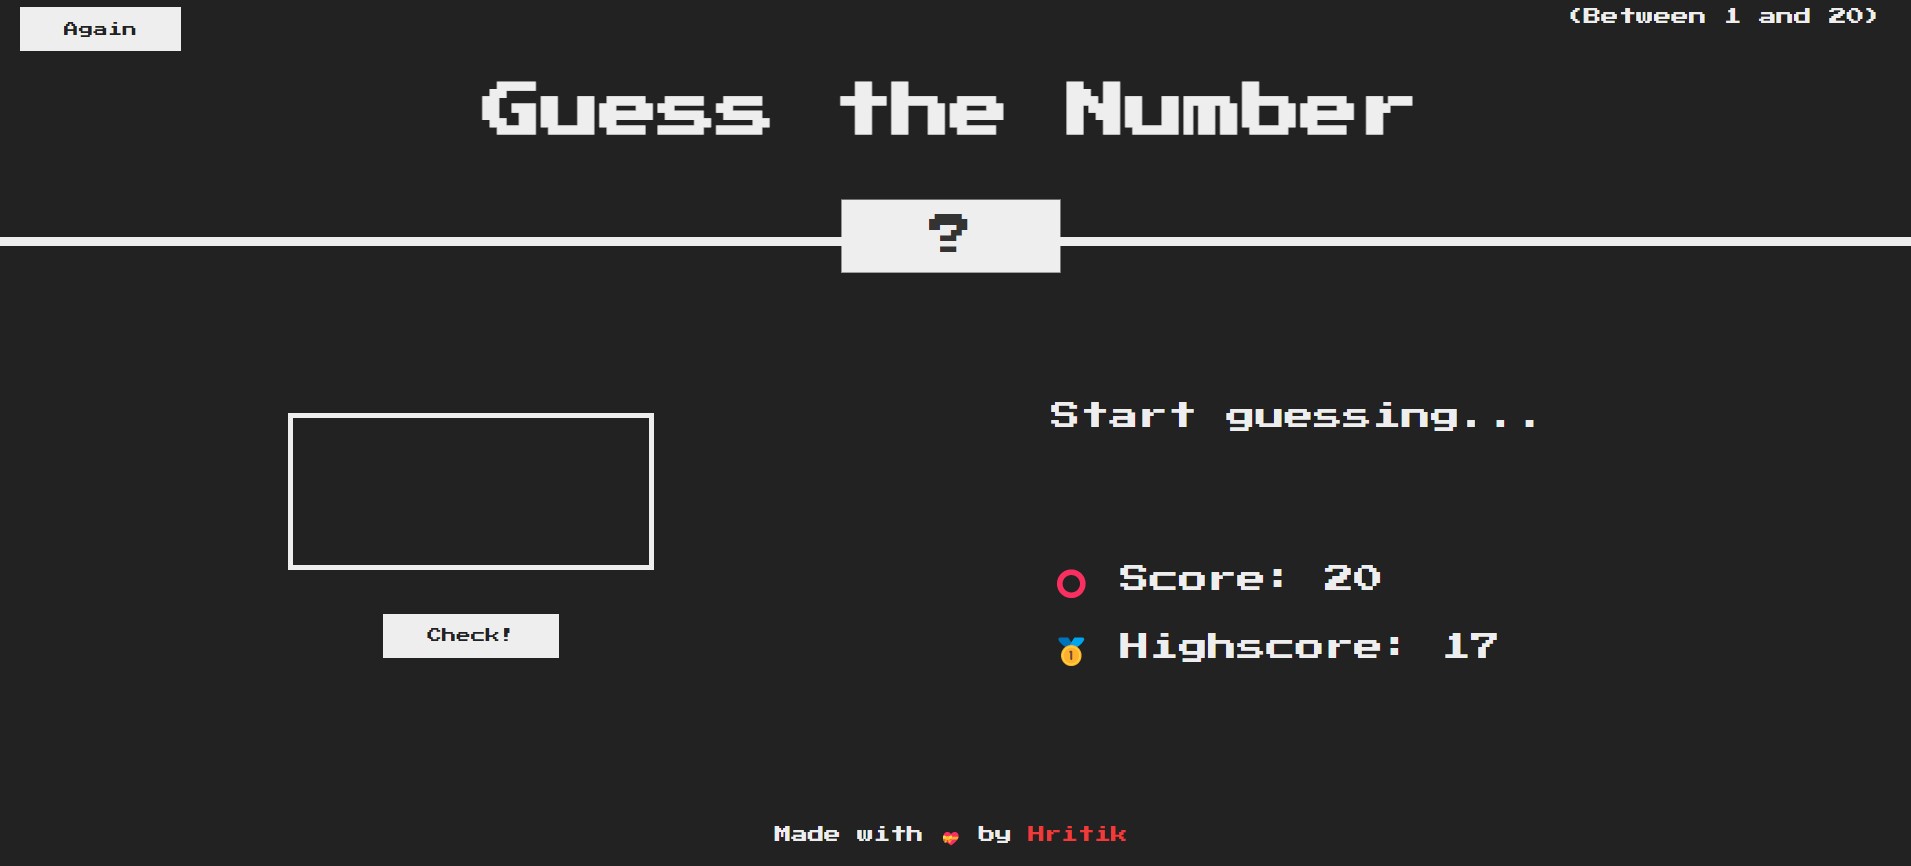 Again
(Between 1 and 20)
Guess the Number
?
Start guessing...
Check!
⭕ Score: 20
🥇 Highscore: 17
Made with 💝 by Hritik